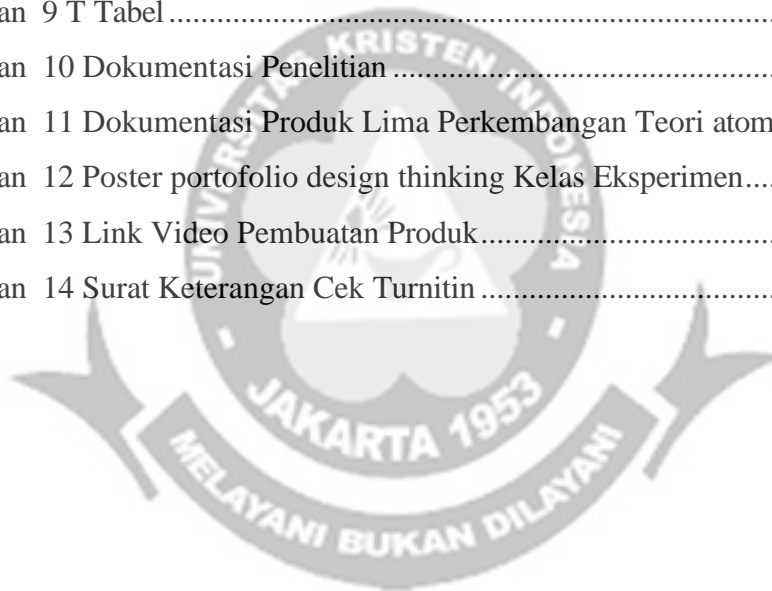 an 9 T Tabel ................................................................
an 10 Dokumentasi Penelitian ................................................
an 11 Dokumentasi Produk Lima Perkembangan Teori atom
an 12 Poster portofolio design thinking Kelas Eksperimen....
an 13 Link Video Pembuatan Produk................................
an 14 Surat Keterangan Cek Turnitin ................................
UNIVERSITAS KRISTEN INDONESIA
- JAKARTA 1953 -
MELAYANI BUKAN DILAYANI